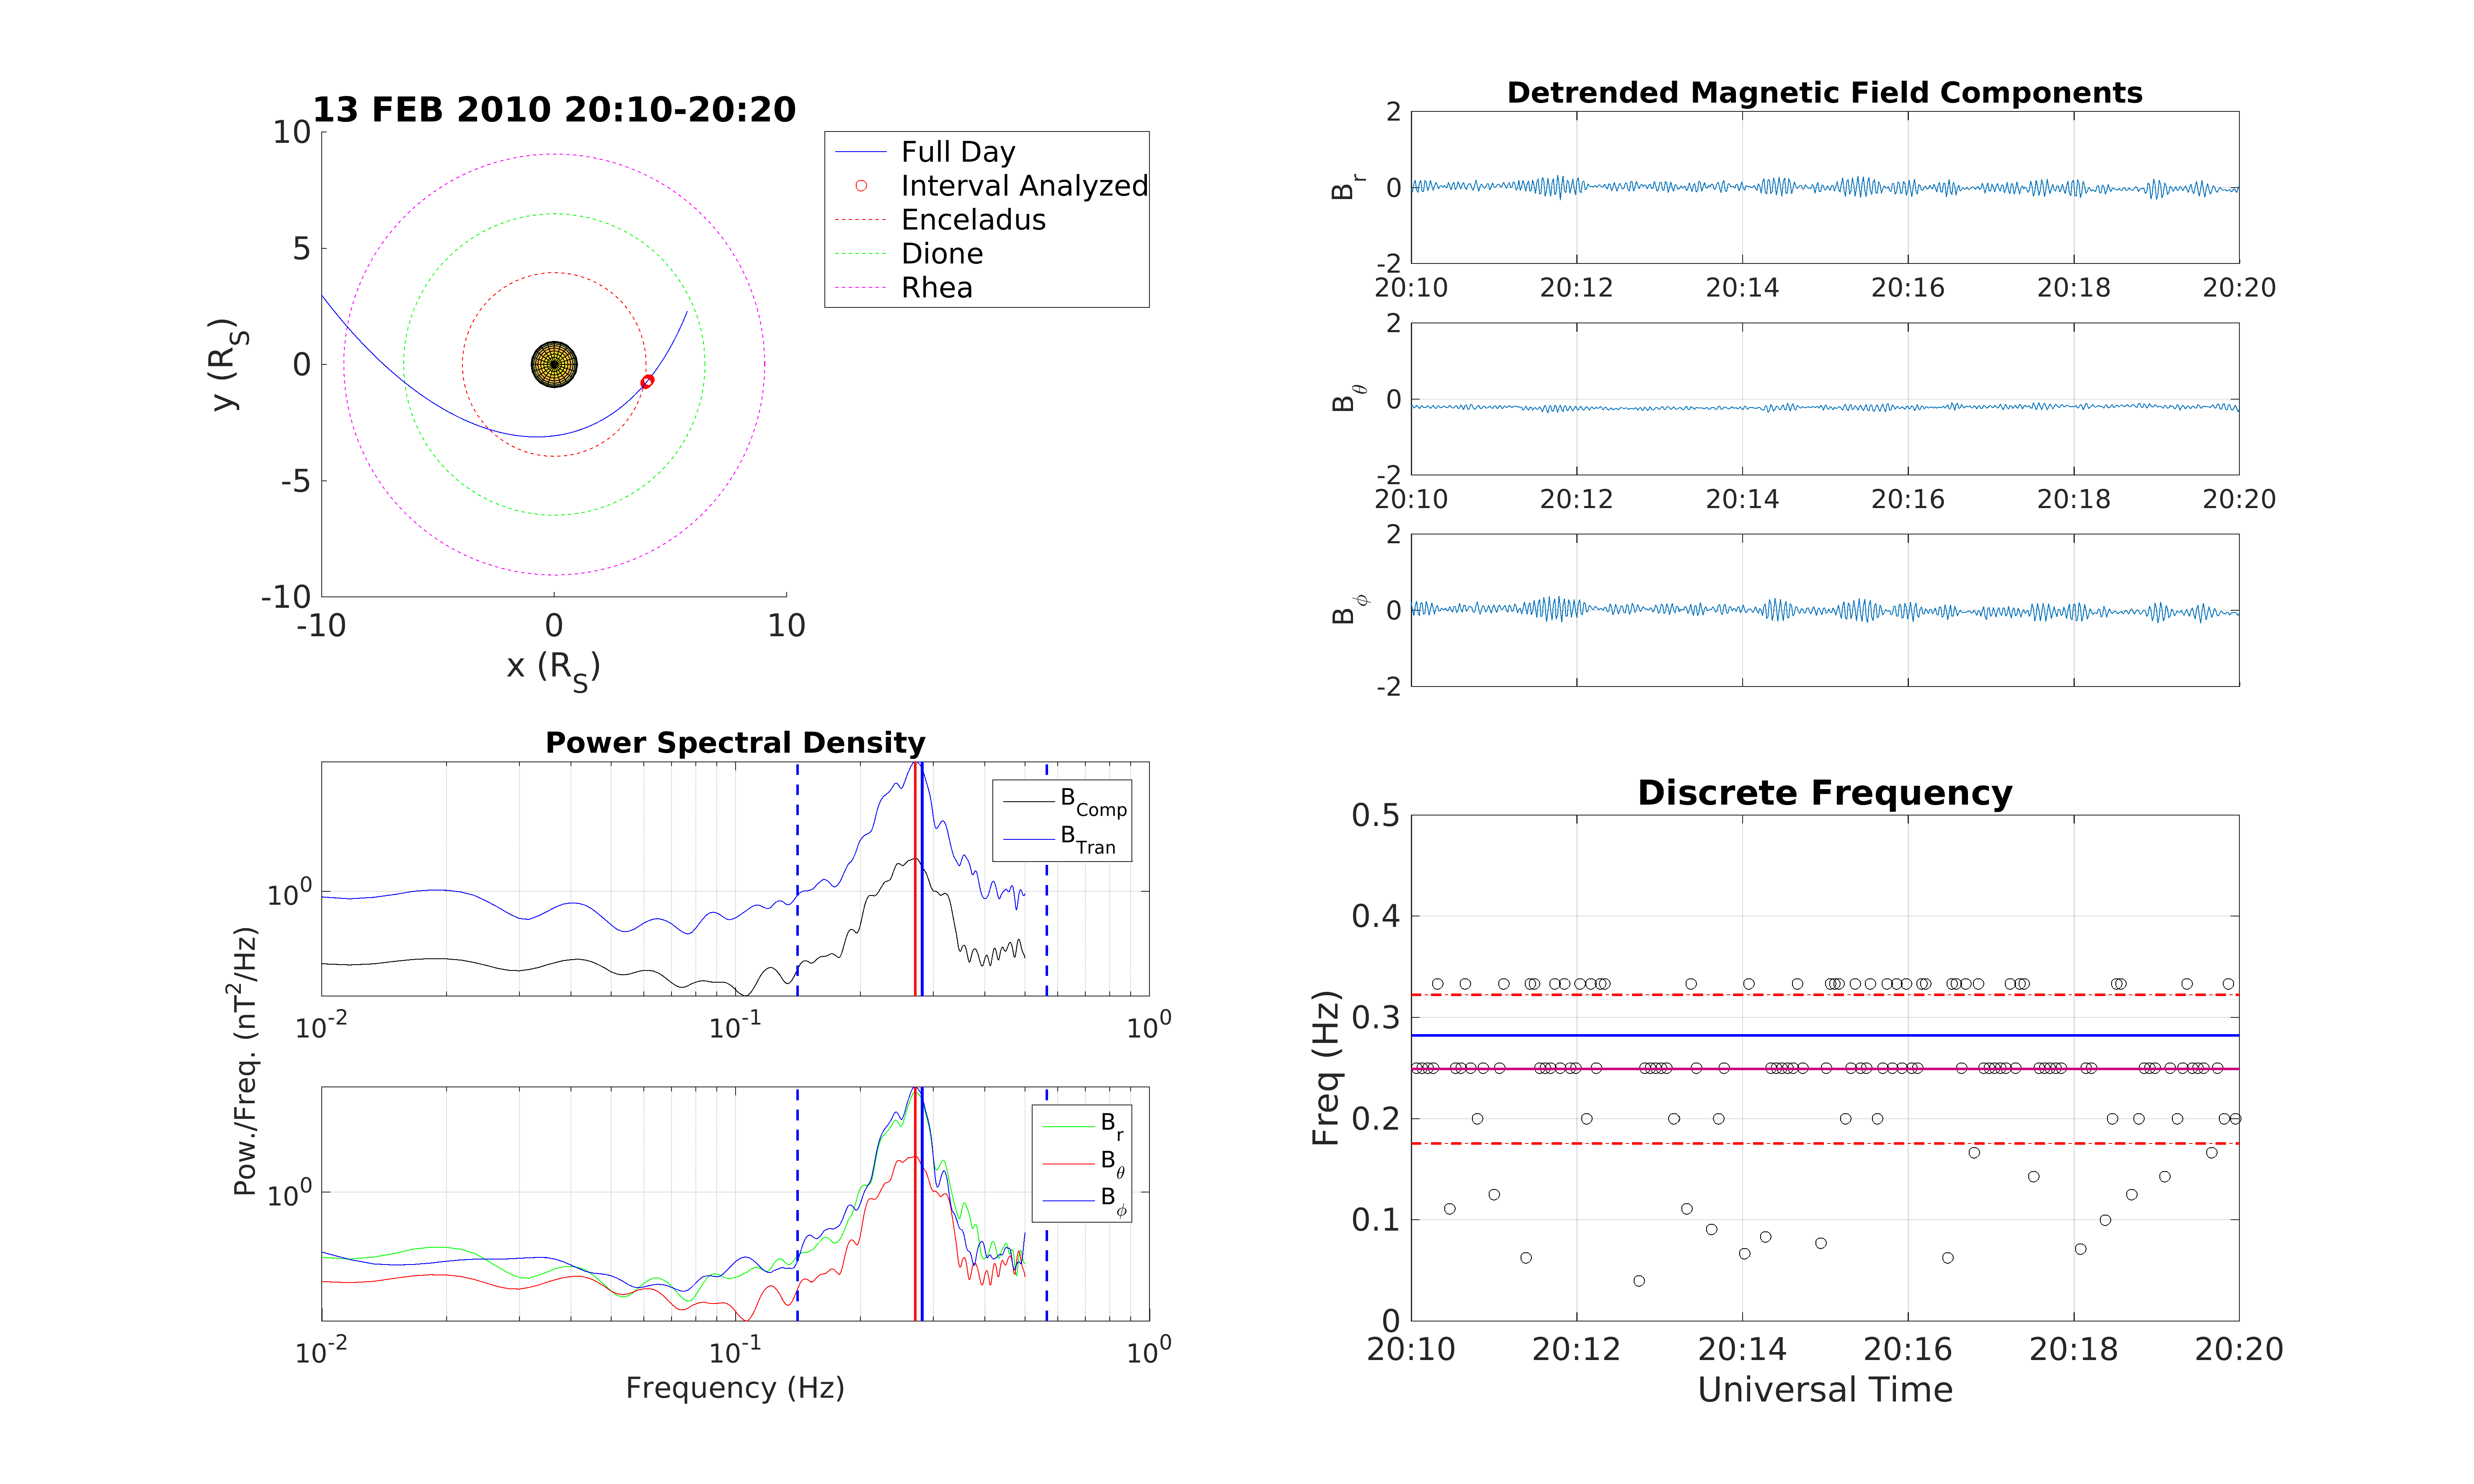 13 FEB 2010 20:10-20:20
10
5
0
-5
-10
-10 0 10
y (R_S)
x (R_S)
Full Day
Interval Analyzed
Enceladus
Dione
Rhea
Detrended Magnetic Field Components
2
0
-2
B_r
20:10 20:12 20:14 20:16 20:18 20:20
2
0
-2
B_θ
20:10 20:12 20:14 20:16 20:18 20:20
2
0
-2
B_ϕ
Power Spectral Density
B_Comp
B_Tran
10^0
10^-2 10^-1 10^0
Pow./Freq. (nT^2/Hz)
B_r
B_θ
B_ϕ
10^0
10^-2 10^-1 10^0
Frequency (Hz)
Discrete Frequency
0.5
0.4
0.3
0.2
0.1
0
Freq (Hz)
20:10 20:12 20:14 20:16 20:18 20:20
Universal Time